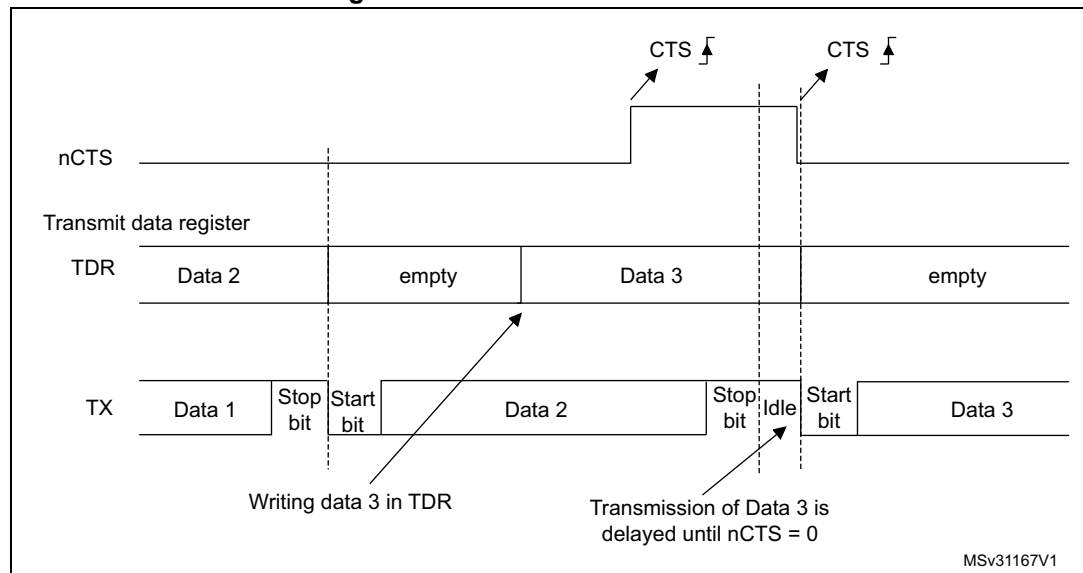 CTS
CTS
nCTS
Transmit data register
TDR
Data 2
empty
Data 3
empty
TX
Data 1
Stop
bit
Start
bit
Data 2
Stop
bit
Idle
Start
bit
Data 3
Writing data 3 in TDR
Transmission of Data 3 is
delayed until nCTS = 0
MSv31167V1